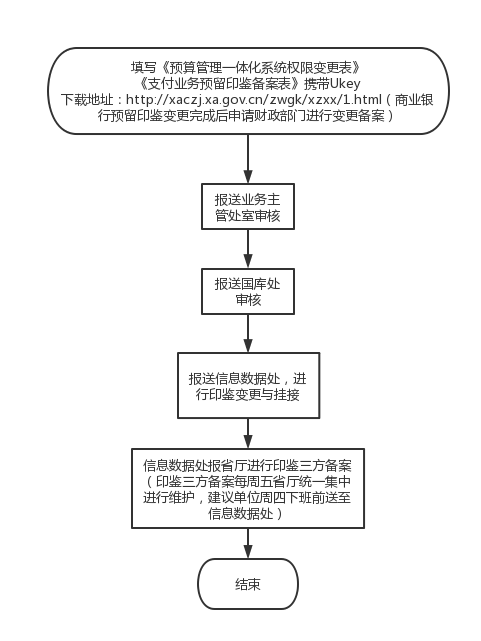 填写《预算管理一体化系统权限变更表》
《支付业务预留印鉴备案表》携带Ukey
下载地址：http://xaczj.xa.gov.cn/zwgk/xzxx/1.html（商业银
行预留印鉴变更完成后申请财政部门进行变更备案）
报送业务主
管处室审核
报送国库处
审核
报送信息数据处，进
行印鉴变更与挂接
信息数据处报省厅进行印鉴三方备案
（印鉴三方备案每周五省厅统一集中
进行维护，建议单位周四下班前送至
信息数据处）
结束